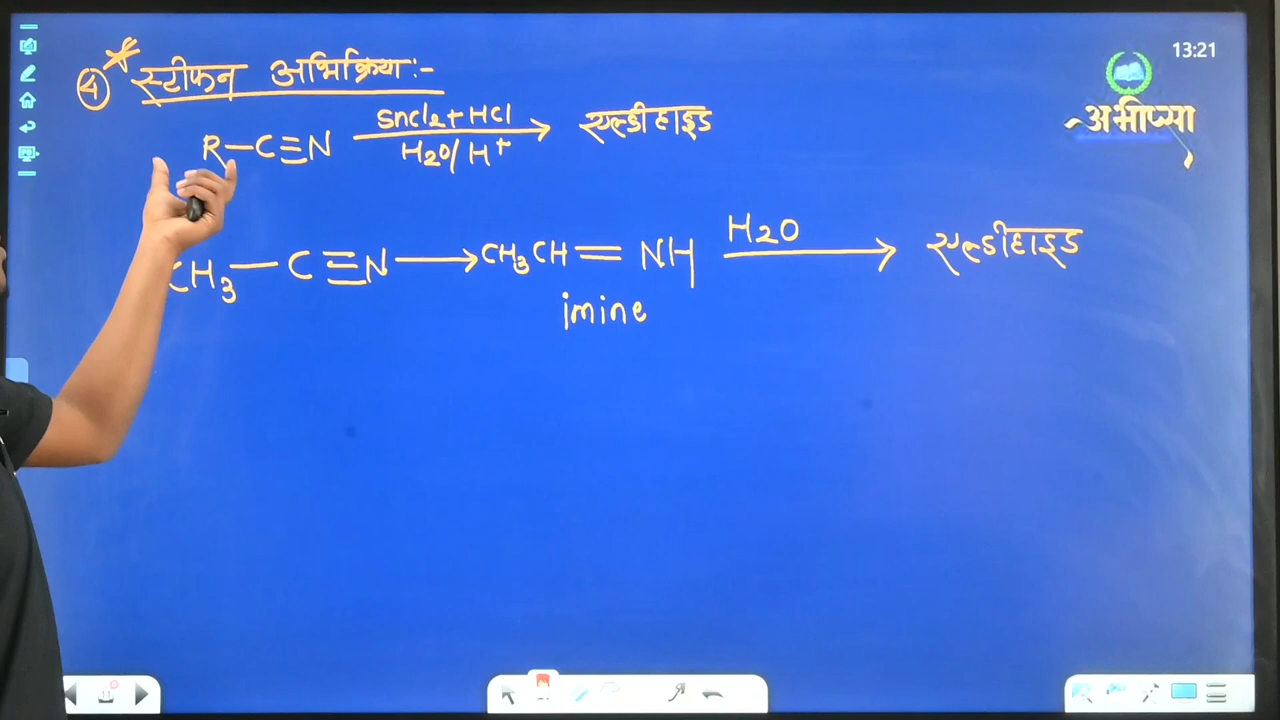 13:21
अभीप्सा
④ * स्टीफन अभिक्रिया:-
R-C≡N SnCl2+HCl H2O/H+ → एल्डीहाइड
CH3-C≡N → CH3CH=NH H2O → एल्डीहाइड
imine